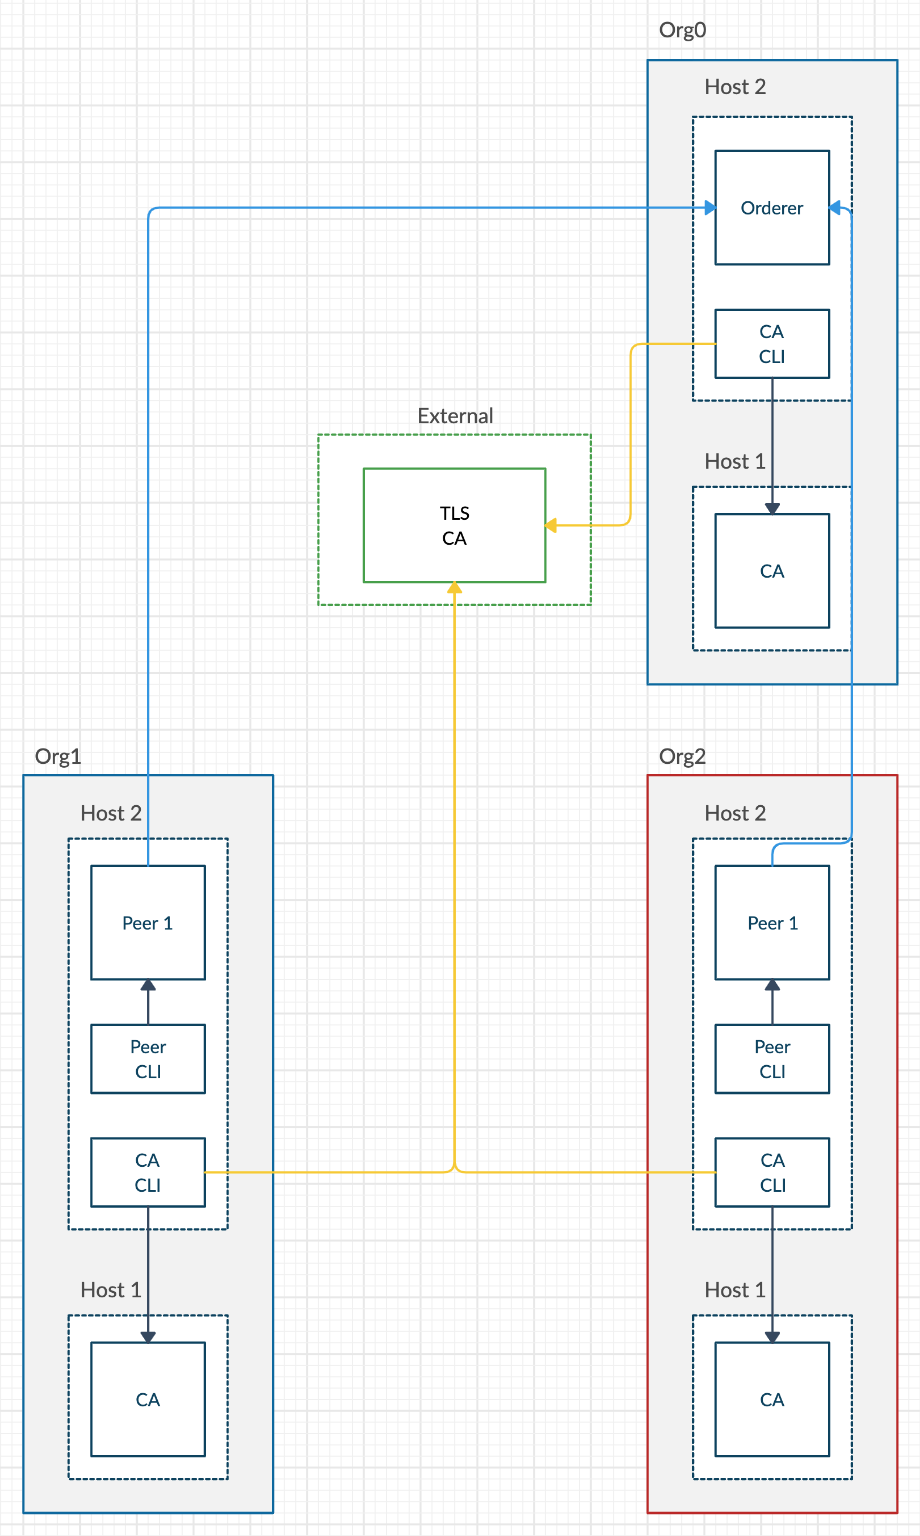 Org0
Host 2
Orderer
CA
CLI
External
Host 1
TLS
CA
CA
Org1
Host 2
Peer 1
Peer
CLI
CA
CLI
Host 1
CA
Org2
Host 2
Peer 1
Peer
CLI
CA
CLI
Host 1
CA